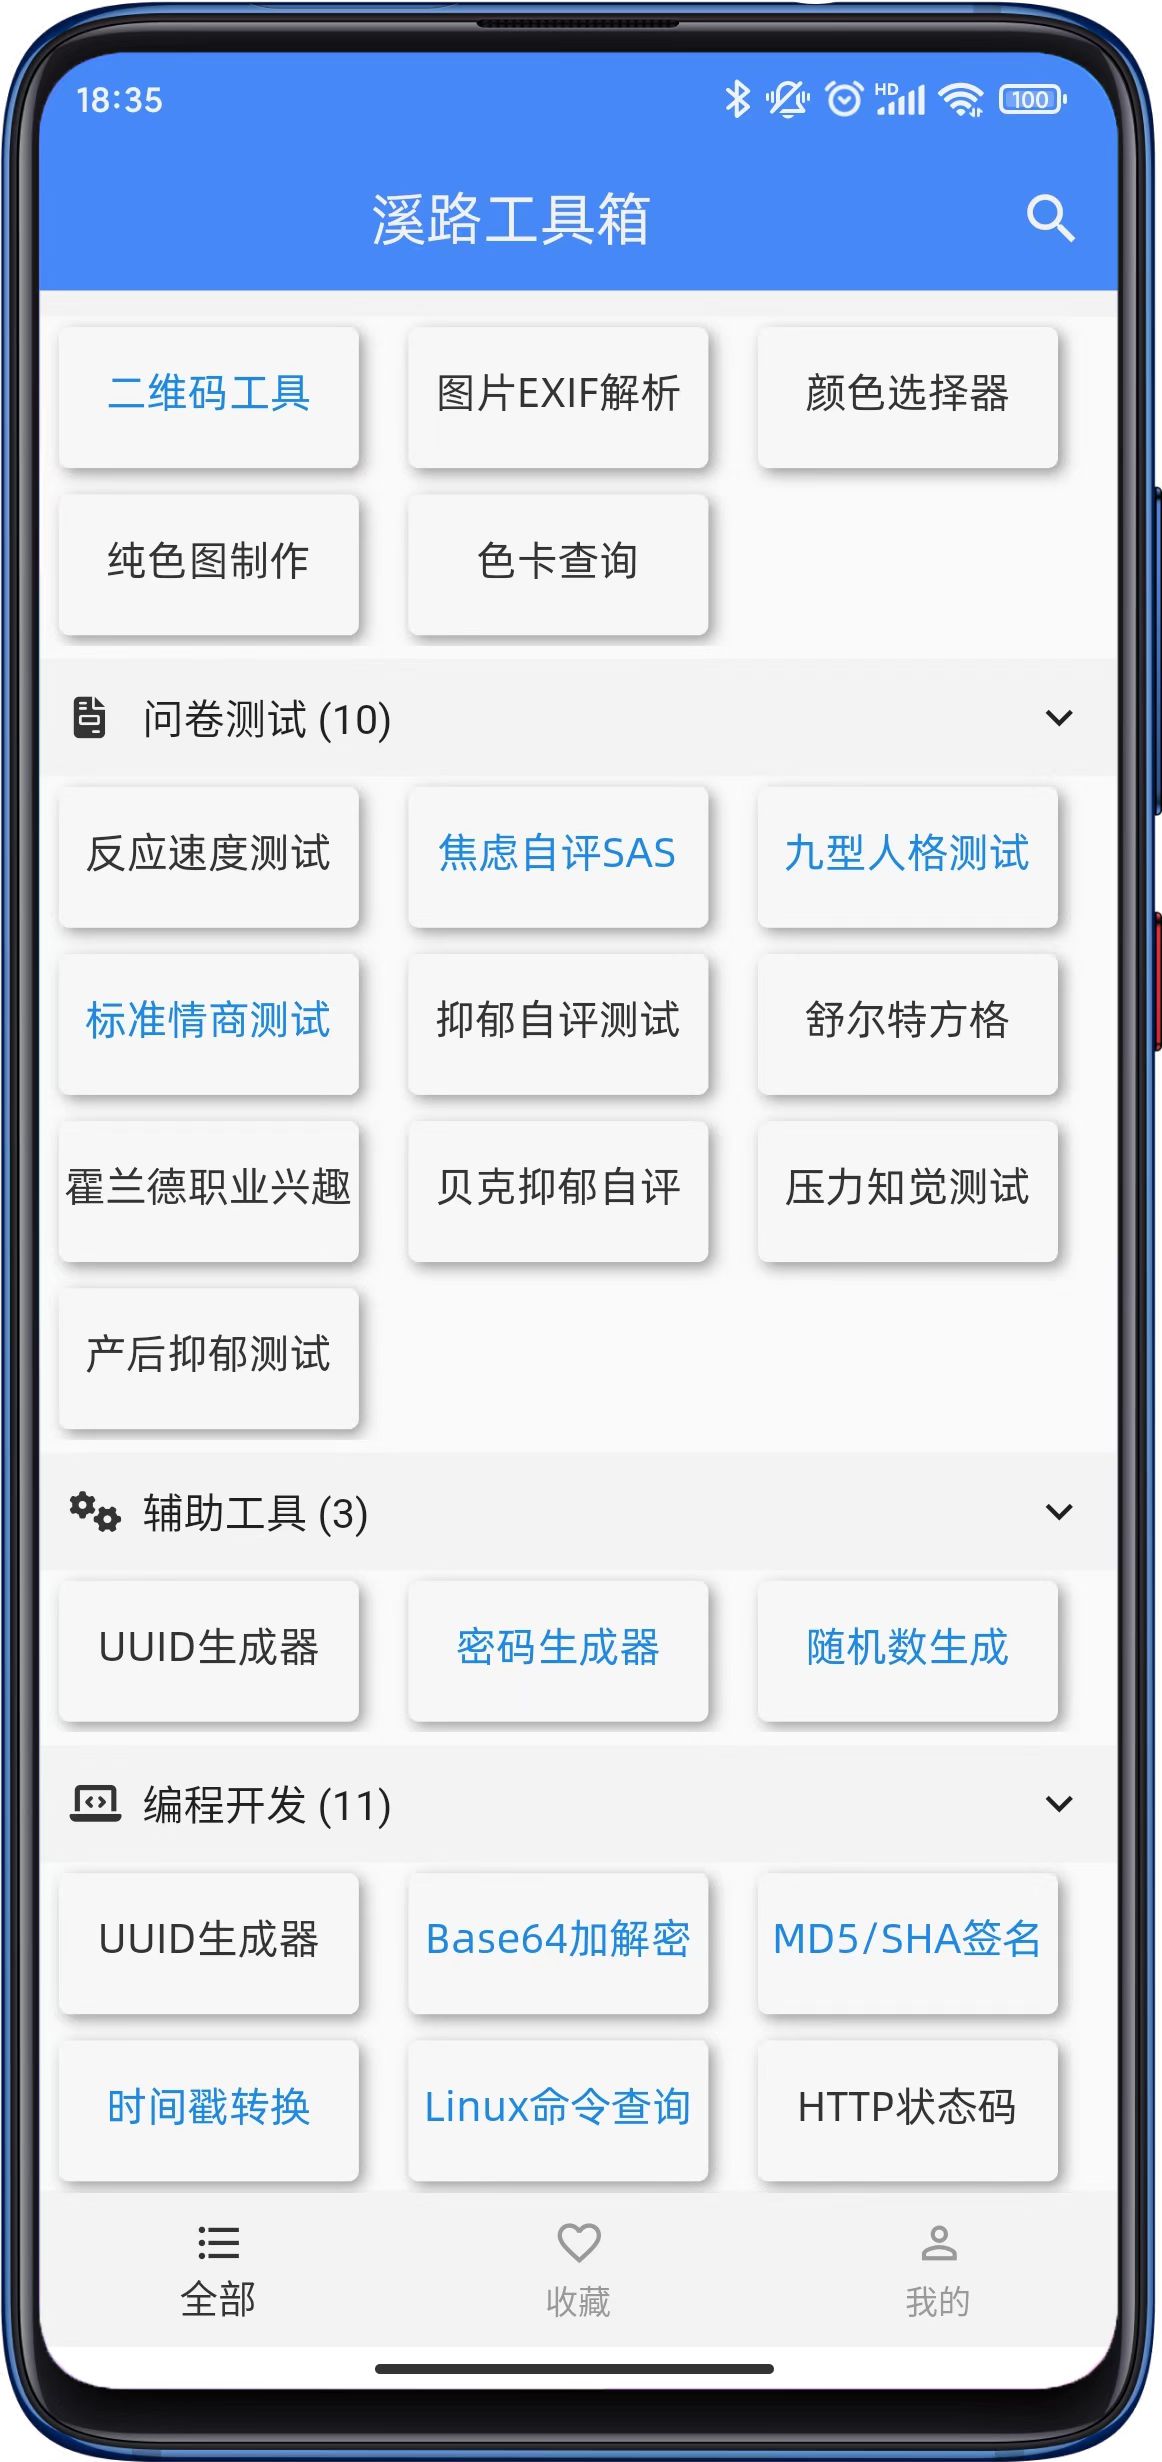 18:35
HD
100
溪路工具箱
二维码工具 图片EXIF解析 颜色选择器
纯色图制作 色卡查询
问卷测试 (10)
反应速度测试 焦虑自评SAS 九型人格测试
标准情商测试 抑郁自评测试 舒尔特方格
霍兰德职业兴趣 贝克抑郁自评 压力知觉测试
产后抑郁测试
辅助工具 (3)
UUID生成器 密码生成器 随机数生成
编程开发 (11)
UUID生成器 Base64加解密 MD5/SHA签名
时间戳转换 Linux命令查询 HTTP状态码
全部 收藏 我的